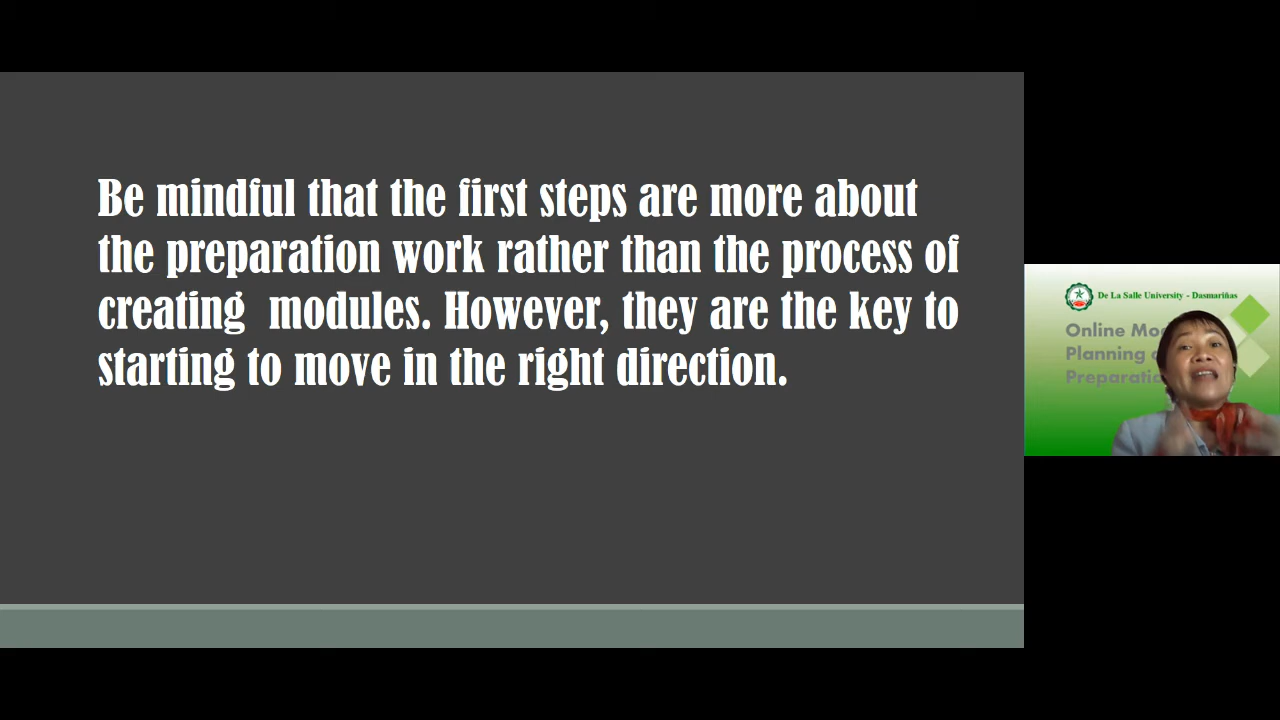 Be mindful that the first steps are more about
the preparation work rather than the process of
creating  modules. However, they are the key to
starting to move in the right direction.
De La Salle University - Dasmariñas
Online
Planning